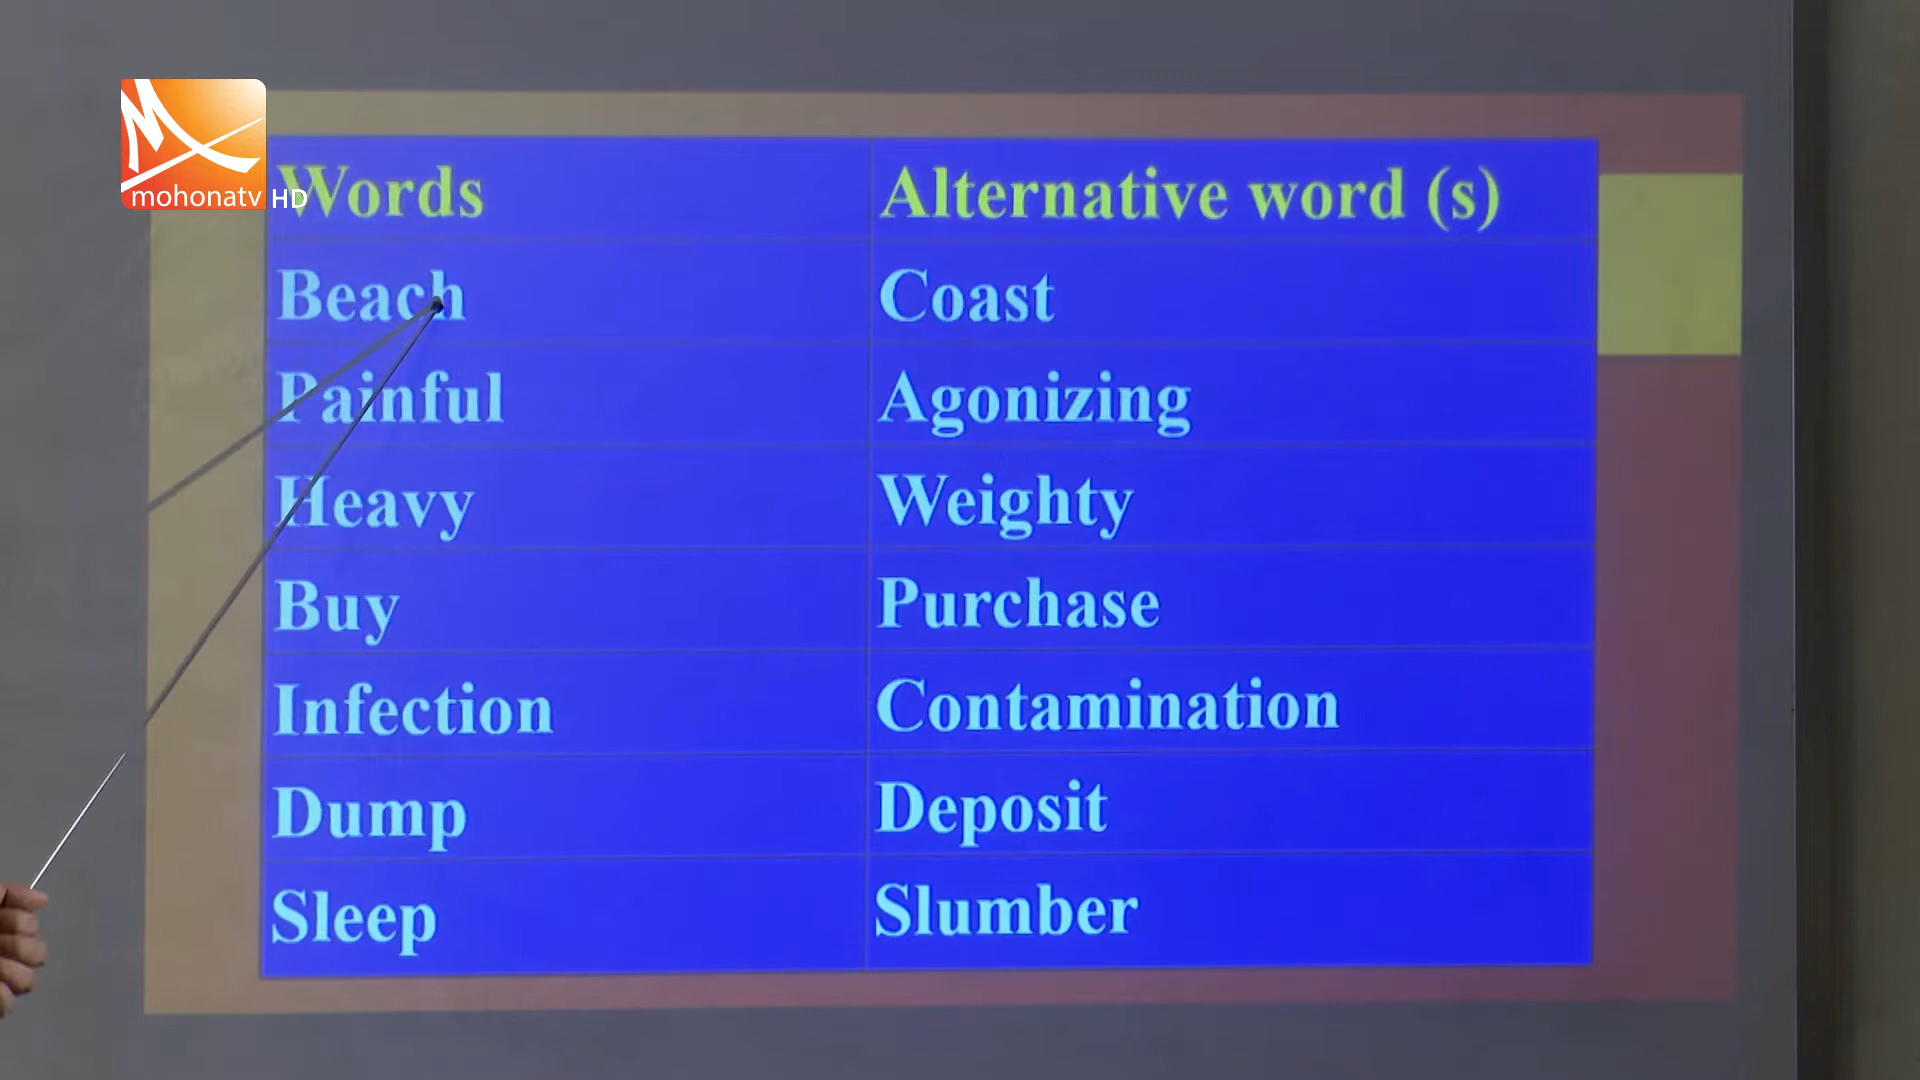 mohonatv HD
Words Alternative word (s)
Beach Coast
Painful Agonizing
Heavy Weighty
Buy Purchase
Infection Contamination
Dump Deposit
Sleep Slumber